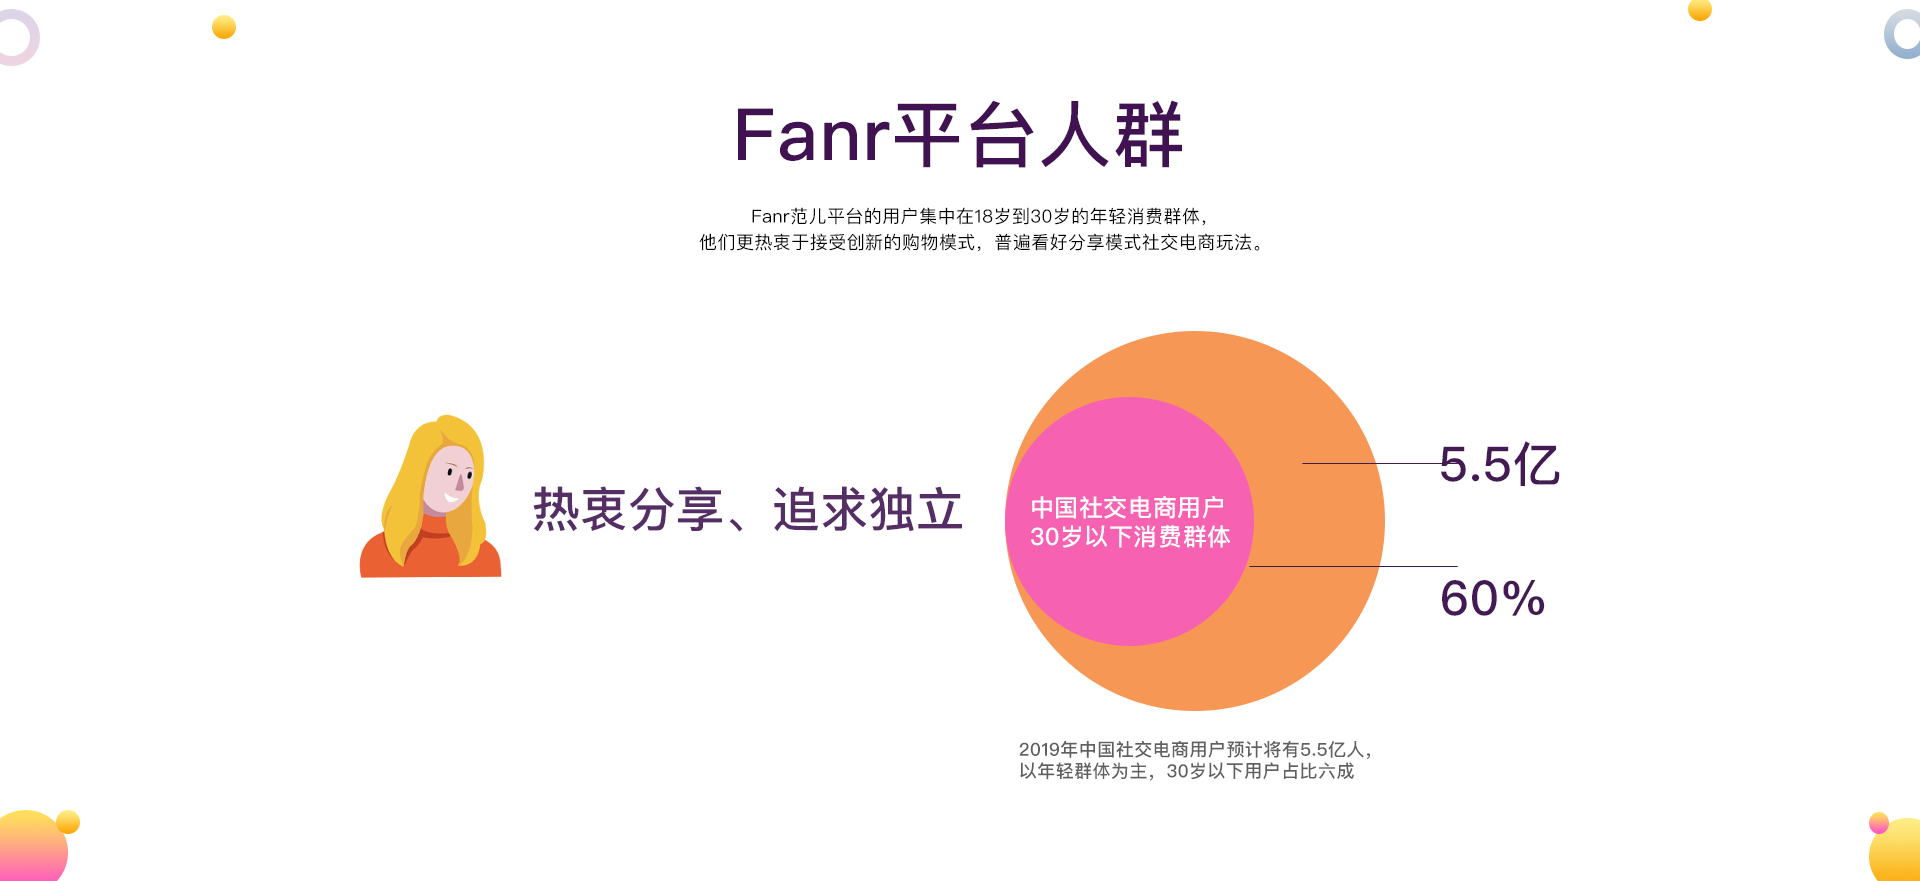 Fanr平台人群
Fanr范儿平台的用户集中在18岁到30岁的年轻消费群体，
他们更热衷于接受创新的购物模式，普遍看好分享模式社交电商玩法。
热衷分享、追求独立
中国社交电商用户
30岁以下消费群体
5.5亿
60%
2019年中国社交电商用户预计将有5.5亿人，
以年轻群体为主，30岁以下用户占比六成